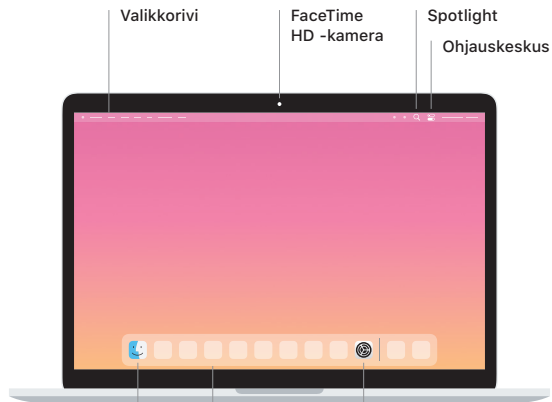 Valikkorivi
FaceTime
HD -kamera
Spotlight
Ohjauskeskus